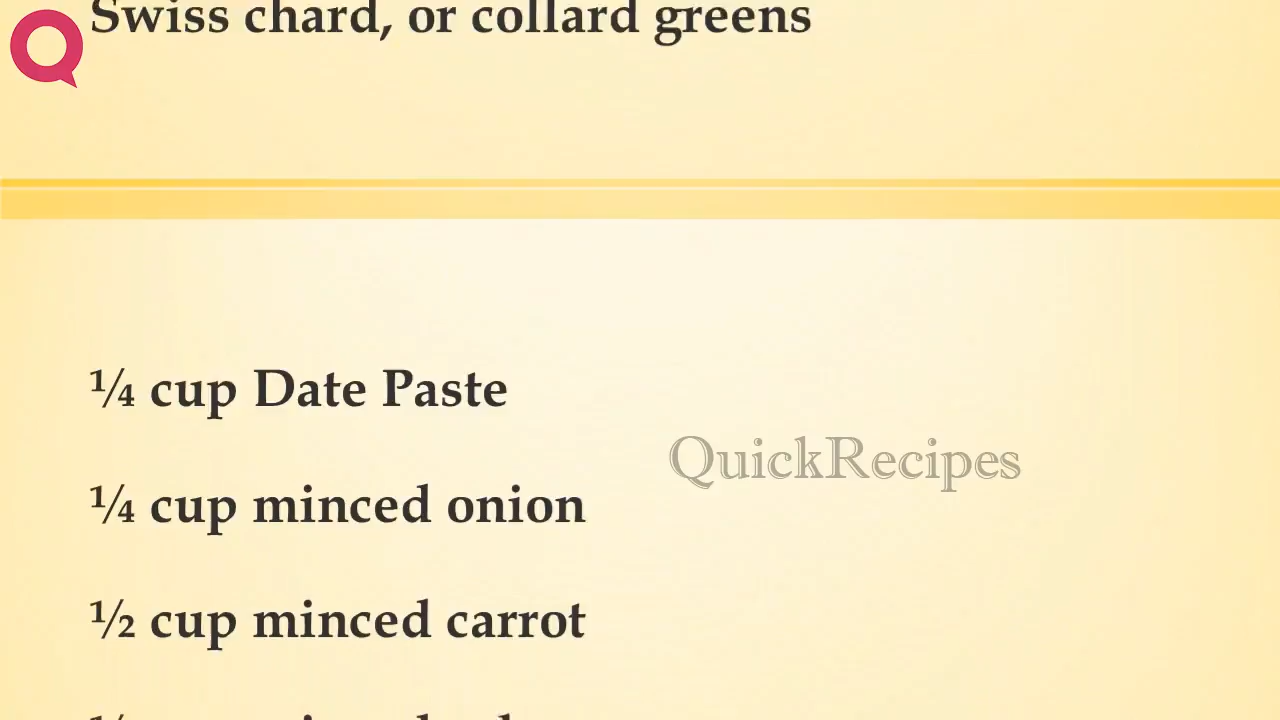 Swiss chard, or collard greens
¼ cup Date Paste
QuickRecipes
¼ cup minced onion
½ cup minced carrot